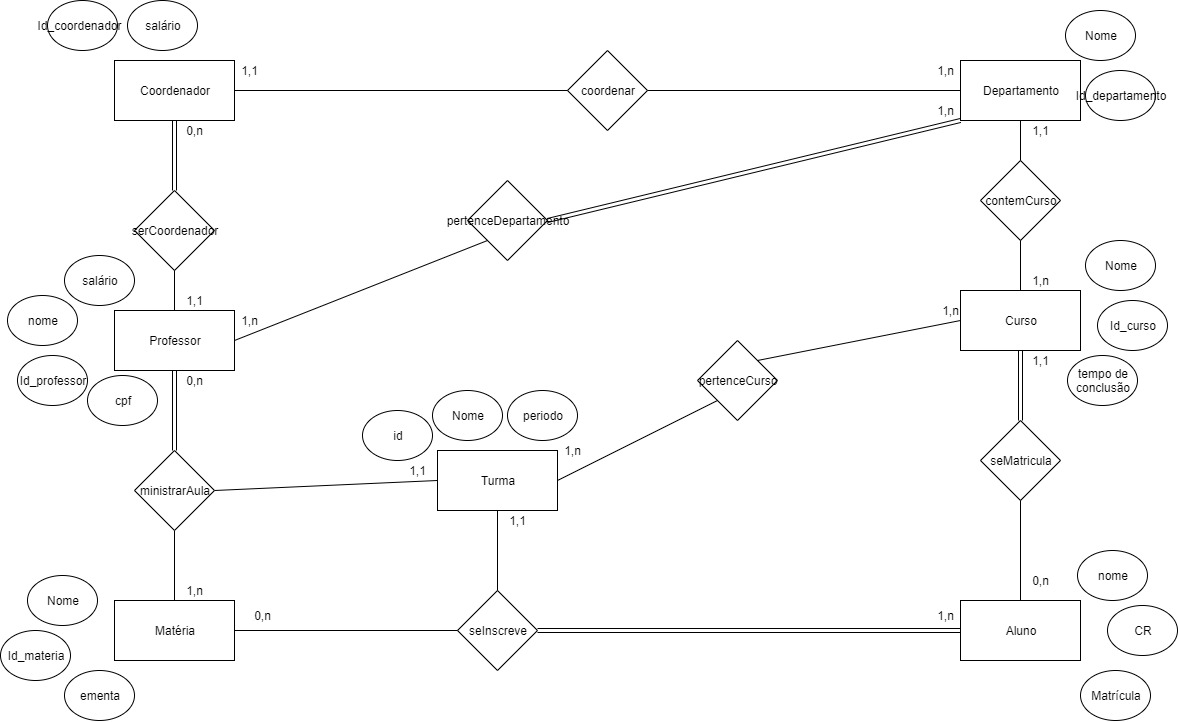 Id_coordenador
salário
Nome
Coordenador
1,1
coordenar
1,n
Departamento
Id_departamento
0,n
1,n
1,1
serCoordenador
pertenceDepartamento
contemCurso
salário
Nome
nome
1,1
1,n
1,n
Professor
1,n
Curso
Id_curso
Id_professor
0,n
cpf
pertenceCurso
1,1
tempo de
conclusão
id
Nome
periodo
1,n
ministrarAula
1,1
Turma
seMatricula
1,1
Nome
1,n
0,n
nome
Matéria
0,n
seInscreve
1,n
Aluno
CR
Id_materia
ementa
Matrícula